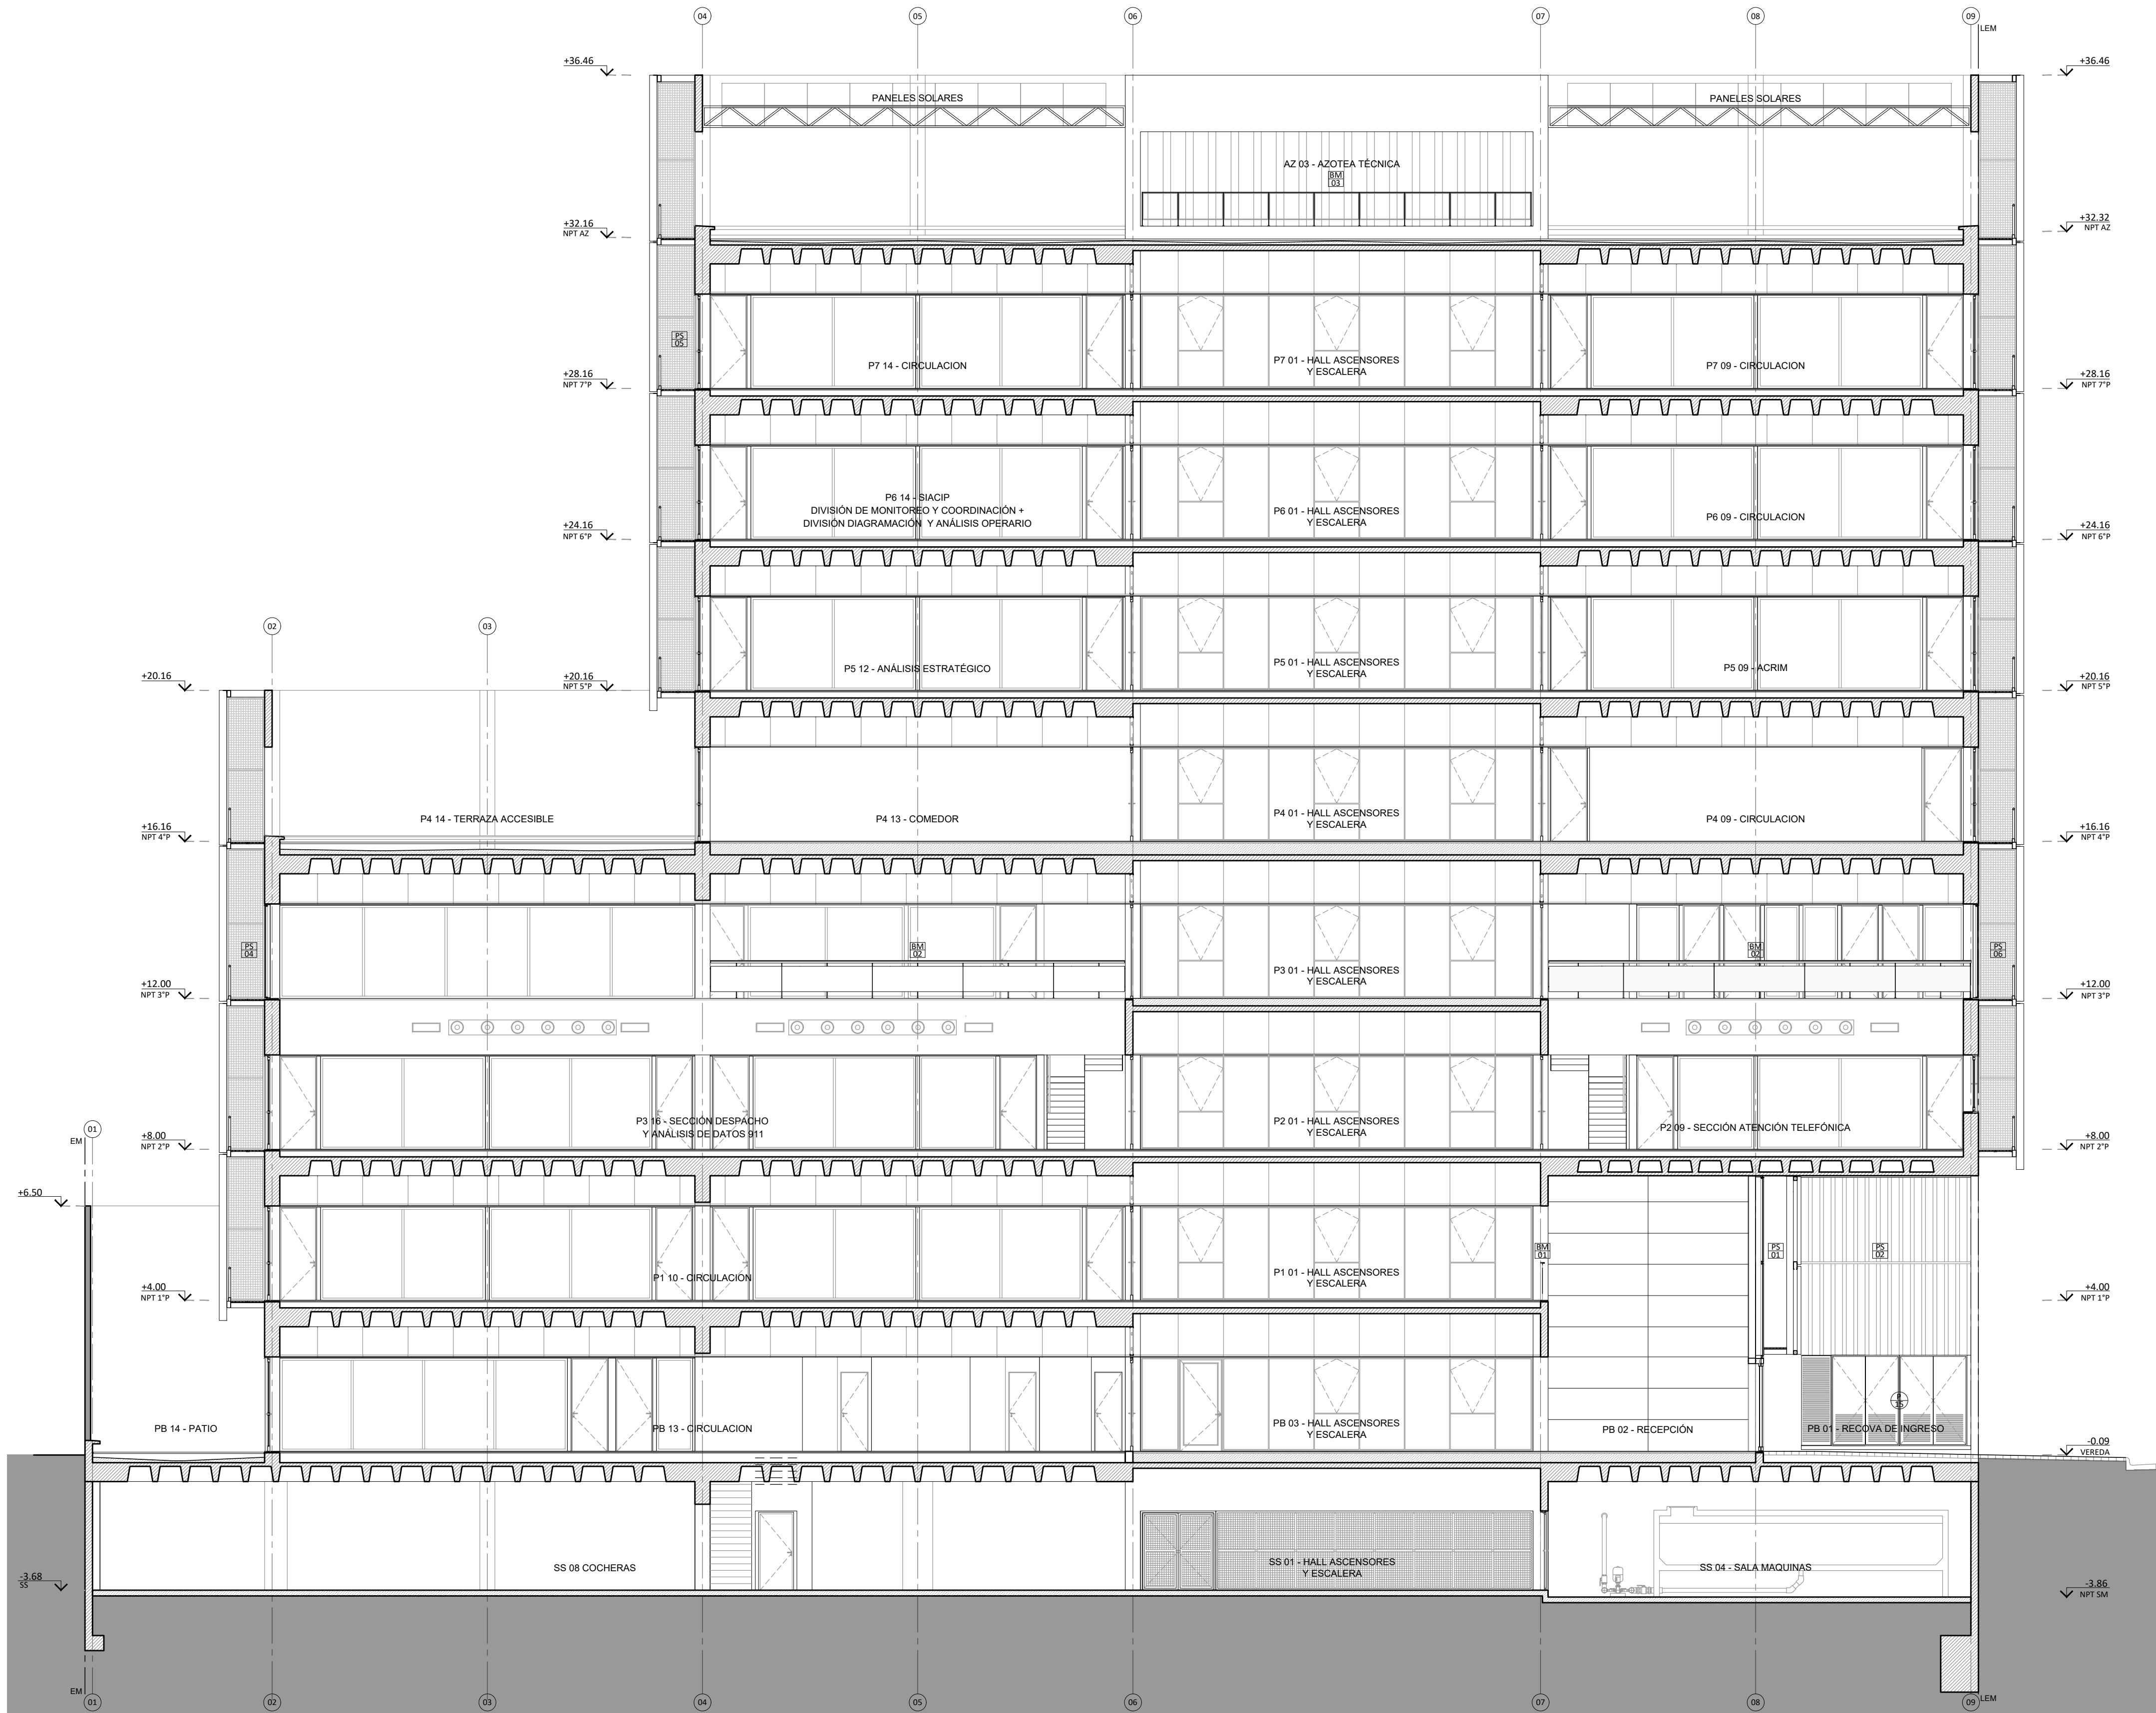 04
05
06
07
08
09
LEM
+36.46
+36.46
PANELES SOLARES
PANELES SOLARES
AZ 03 - AZOTEA TÉCNICA
BM
03
+32.16
NPT AZ
+32.32
NPT AZ
PS
05
P7 14 - CIRCULACION
P7 01 - HALL ASCENSORES
Y ESCALERA
P7 09 - CIRCULACION
+28.16
NPT 7°P
+28.16
NPT 7°P
P6 14 - SIACIP
DIVISIÓN DE MONITOREO Y COORDINACIÓN +
DIVISIÓN DIAGRAMACIÓN Y ANÁLISIS OPERARIO
P6 01 - HALL ASCENSORES
Y ESCALERA
P6 09 - CIRCULACION
+24.16
NPT 6°P
+24.16
NPT 6°P
02
03
P5 12 - ANÁLISIS ESTRATÉGICO
P5 01 - HALL ASCENSORES
Y ESCALERA
P5 09 - ACRIM
+20.16
+20.16
NPT 5°P
+20.16
NPT 5°P
P4 14 - TERRAZA ACCESIBLE
P4 13 - COMEDOR
P4 01 - HALL ASCENSORES
Y ESCALERA
P4 09 - CIRCULACION
+16.16
NPT 4°P
+16.16
NPT 4°P
PS
04
BM
02
P3 01 - HALL ASCENSORES
Y ESCALERA
BM
02
PS
06
+12.00
NPT 3°P
+12.00
NPT 3°P
01
EM
P3 16 - SECCIÓN DESPACHO
Y ANÁLISIS DE DATOS 911
P2 01 - HALL ASCENSORES
Y ESCALERA
P2 09 - SECCIÓN ATENCIÓN TELEFÓNICA
+8.00
NPT 2°P
+8.00
NPT 2°P
+6.50
BM
01
PS
01
PS
02
P1 10 - CIRCULACION
P1 01 - HALL ASCENSORES
Y ESCALERA
+4.00
NPT 1°P
+4.00
NPT 1°P
P
15
PB 14 - PATIO
PB 13 - CIRCULACION
PB 03 - HALL ASCENSORES
Y ESCALERA
PB 02 - RECEPCIÓN
PB 01 - RECOVA DE INGRESO
-0.09
VEREDA
SS 08 COCHERAS
SS 01 - HALL ASCENSORES
Y ESCALERA
SS 04 - SALA MAQUINAS
-3.68
SS
-3.86
NPT SM
EM
01
02
03
04
05
06
07
08
09
LEM